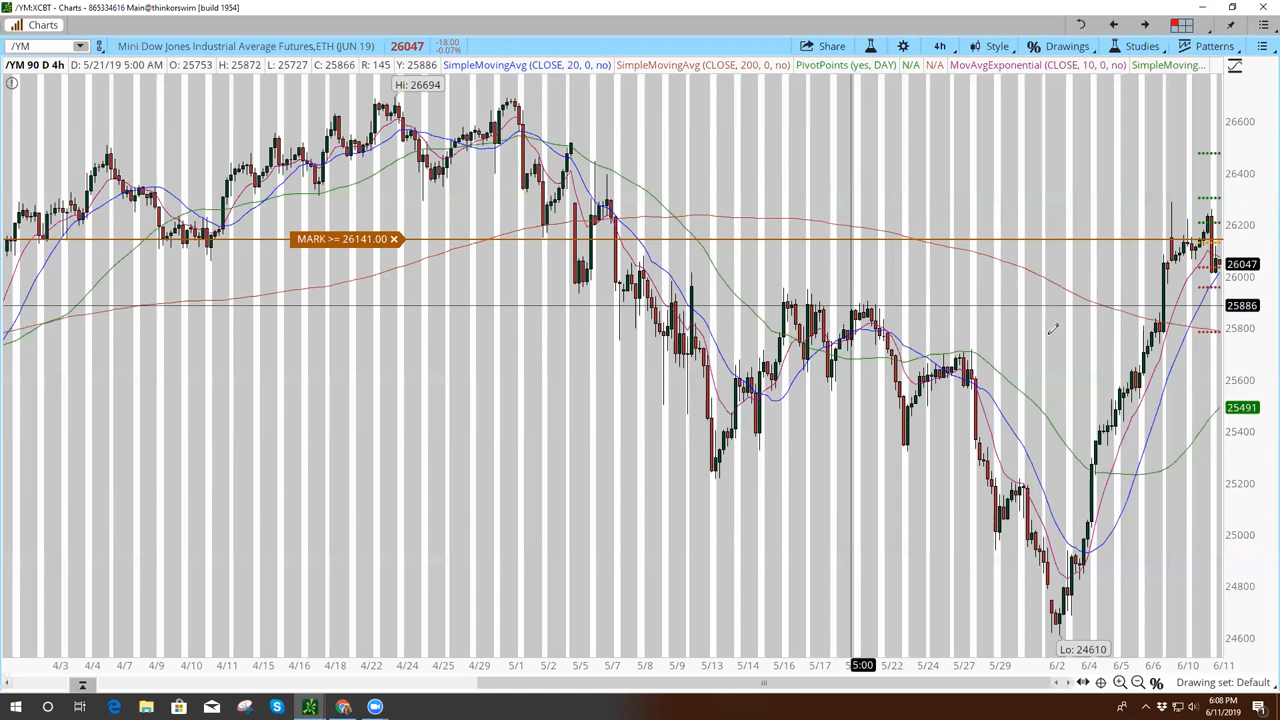 /YM:XCBT - Charts - 865334616 Main@thinkorswim [build 1954]
Charts
/YM Mini Dow Jones Industrial Average Futures,ETH (JUN 19) 26047 -18.00 -0.07% Share 4h Style Drawings Studies Patterns
/YM 90 D 4h D: 5/21/19 5:00 AM O: 25753 H: 25872 L: 25727 C: 25866 R: 145 Y: 25886 SimpleMovingAvg (CLOSE, 20, 0, no) SimpleMovingAvg (CLOSE, 200, 0, no) PivotPoints (yes, DAY) N/A N/A MovAvgExponential (CLOSE, 10, 0, no) SimpleMoving...
Hi: 26694
26600
26400
26200
MARK >= 26141.00
26047
26000
25886
25800
25600
25491
25400
25200
25000
24800
24600
Lo: 24610
4/3 4/4 4/7 4/9 4/11 4/14 4/16 4/18 4/22 4/23 4/25 4/29 5/1 5/2 5/5 5/7 5/9 5/13 5/14 5/15 5/17 5:00 5/22 5/24 5/27 5/29 6/2 6/4 6/5 6/6 6/10 6/11
Drawing set: Default
6:08 PM
6/11/2019
1